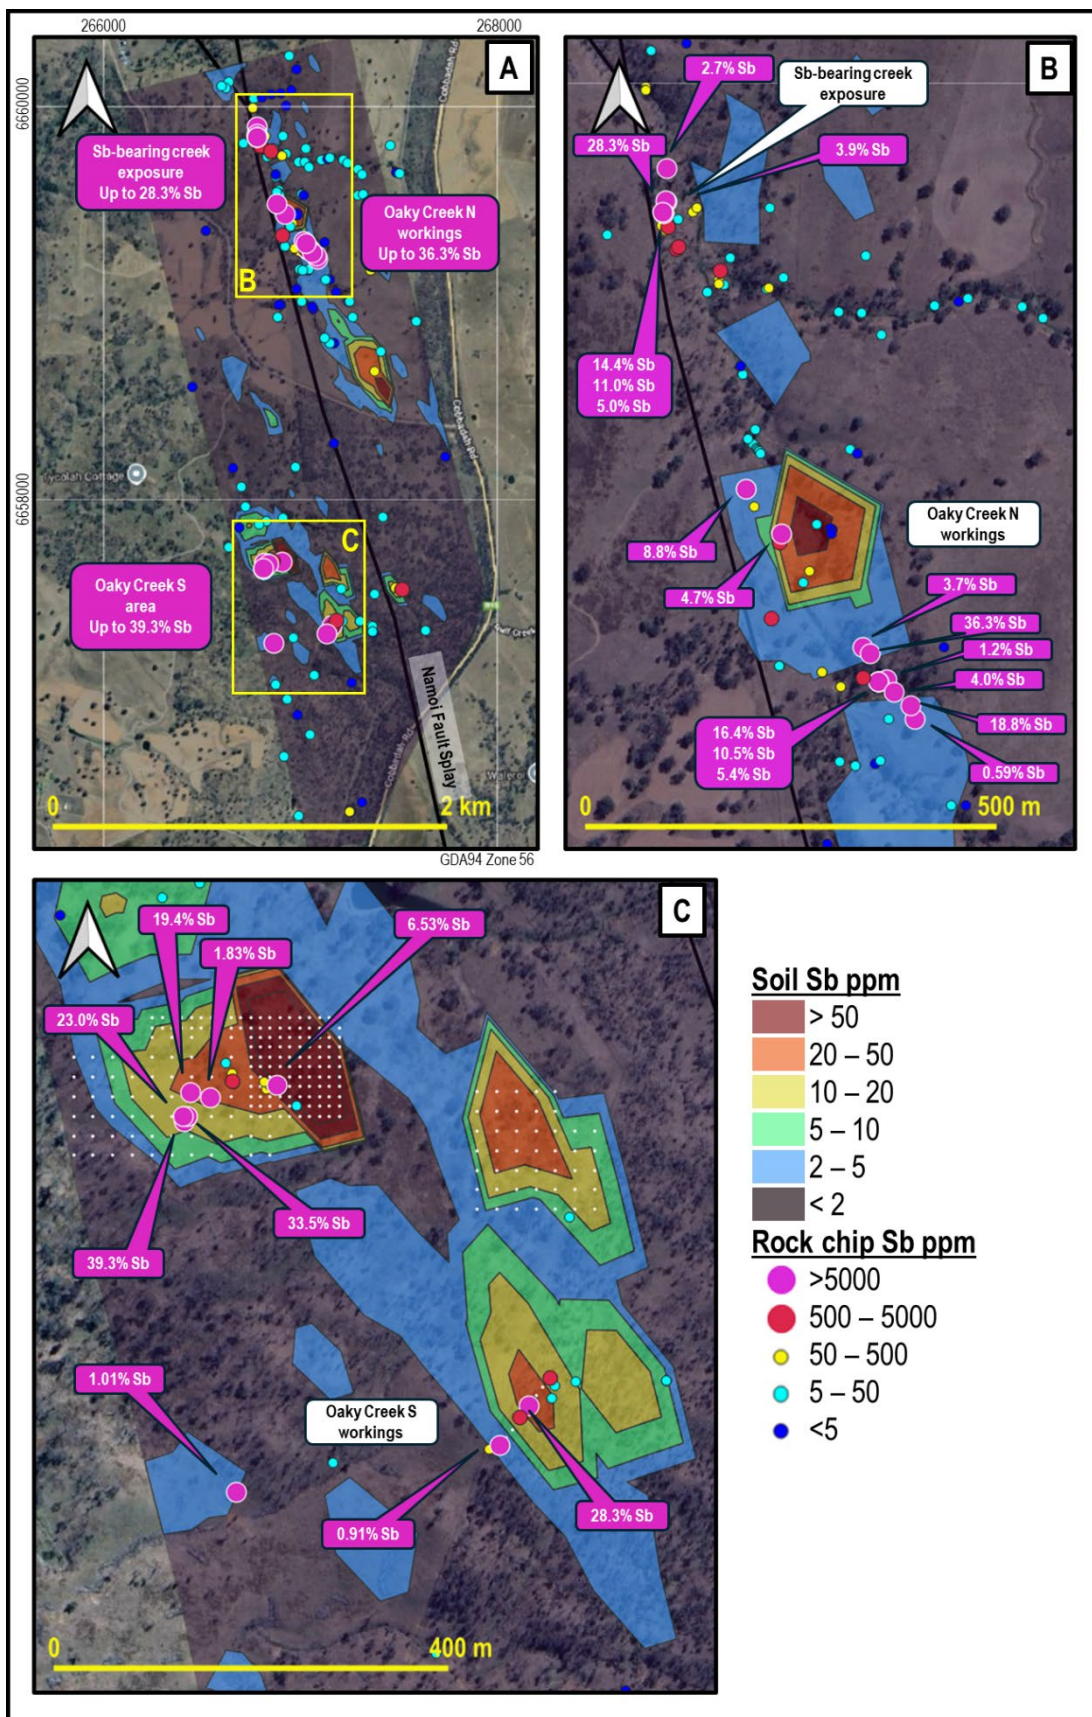 266000
268000
6660000
6658000
A
Cobbadah Rd
Sb-bearing creek
exposure
Up to 28.3% Sb
Oaky Creek N
workings
Up to 36.3% Sb
B
Cobbadah Rd
Tycolah Cottage
C
Oaky Creek S
area
Up to 39.3% Sb
Namoi Fault Splay
Cobbadah Rd
0
2 km
GDA94 Zone 56
B
2.7% Sb
Sb-bearing creek
exposure
28.3% Sb
3.9% Sb
14.4% Sb
11.0% Sb
5.0% Sb
8.8% Sb
4.7% Sb
Oaky Creek N
workings
3.7% Sb
36.3% Sb
1.2% Sb
4.0% Sb
18.8% Sb
16.4% Sb
10.5% Sb
5.4% Sb
0.59% Sb
0
500 m
C
19.4% Sb
1.83% Sb
6.53% Sb
23.0% Sb
33.5% Sb
39.3% Sb
1.01% Sb
Oaky Creek S
workings
0.91% Sb
28.3% Sb
0
400 m
Soil Sb ppm
> 50
20 – 50
10 – 20
5 – 10
2 – 5
< 2
Rock chip Sb ppm
>5000
500 – 5000
50 – 500
5 – 50
<5